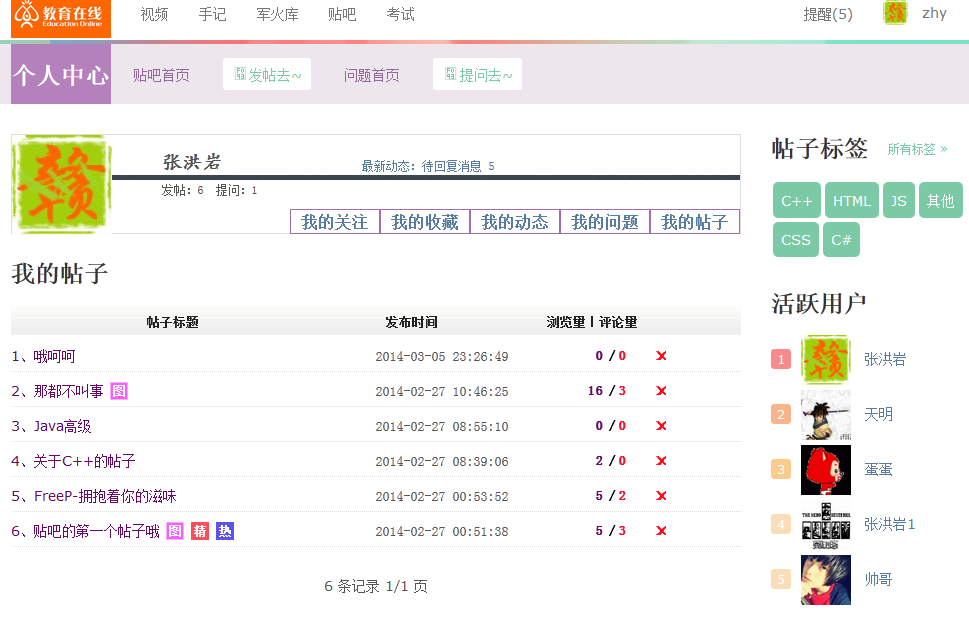 教育在线 视频 手记 军火库 贴吧 考试 提醒(5) zhy
Education Online
个人中心 贴吧首页 发帖去~ 问题首页 提问去~
赣
张洪岩 最新动态：待回复消息 5
发帖：6 提问：1
我的关注 我的收藏 我的动态 我的问题 我的帖子
我的帖子
帖子标题 发布时间 浏览量 | 评论量
1、哦呵呵 2014-03-05 23:26:49 0 / 0 ×
2、那都不叫事 图 2014-02-27 10:46:25 16 / 3 ×
3、Java高级 2014-02-27 08:55:10 0 / 0 ×
4、关于C++的帖子 2014-02-27 08:39:06 2 / 0 ×
5、FreeP-拥抱着你的滋味 2014-02-27 00:53:52 5 / 2 ×
6、贴吧的第一个帖子哦 图 精 热 2014-02-27 00:51:38 5 / 3 ×
6 条记录 1/1 页
帖子标签 所有标签 »
C++ HTML JS 其他
CSS C#
活跃用户
1 赣 张洪岩
2 天明
3 蛋蛋
4 张洪岩1
5 帅哥